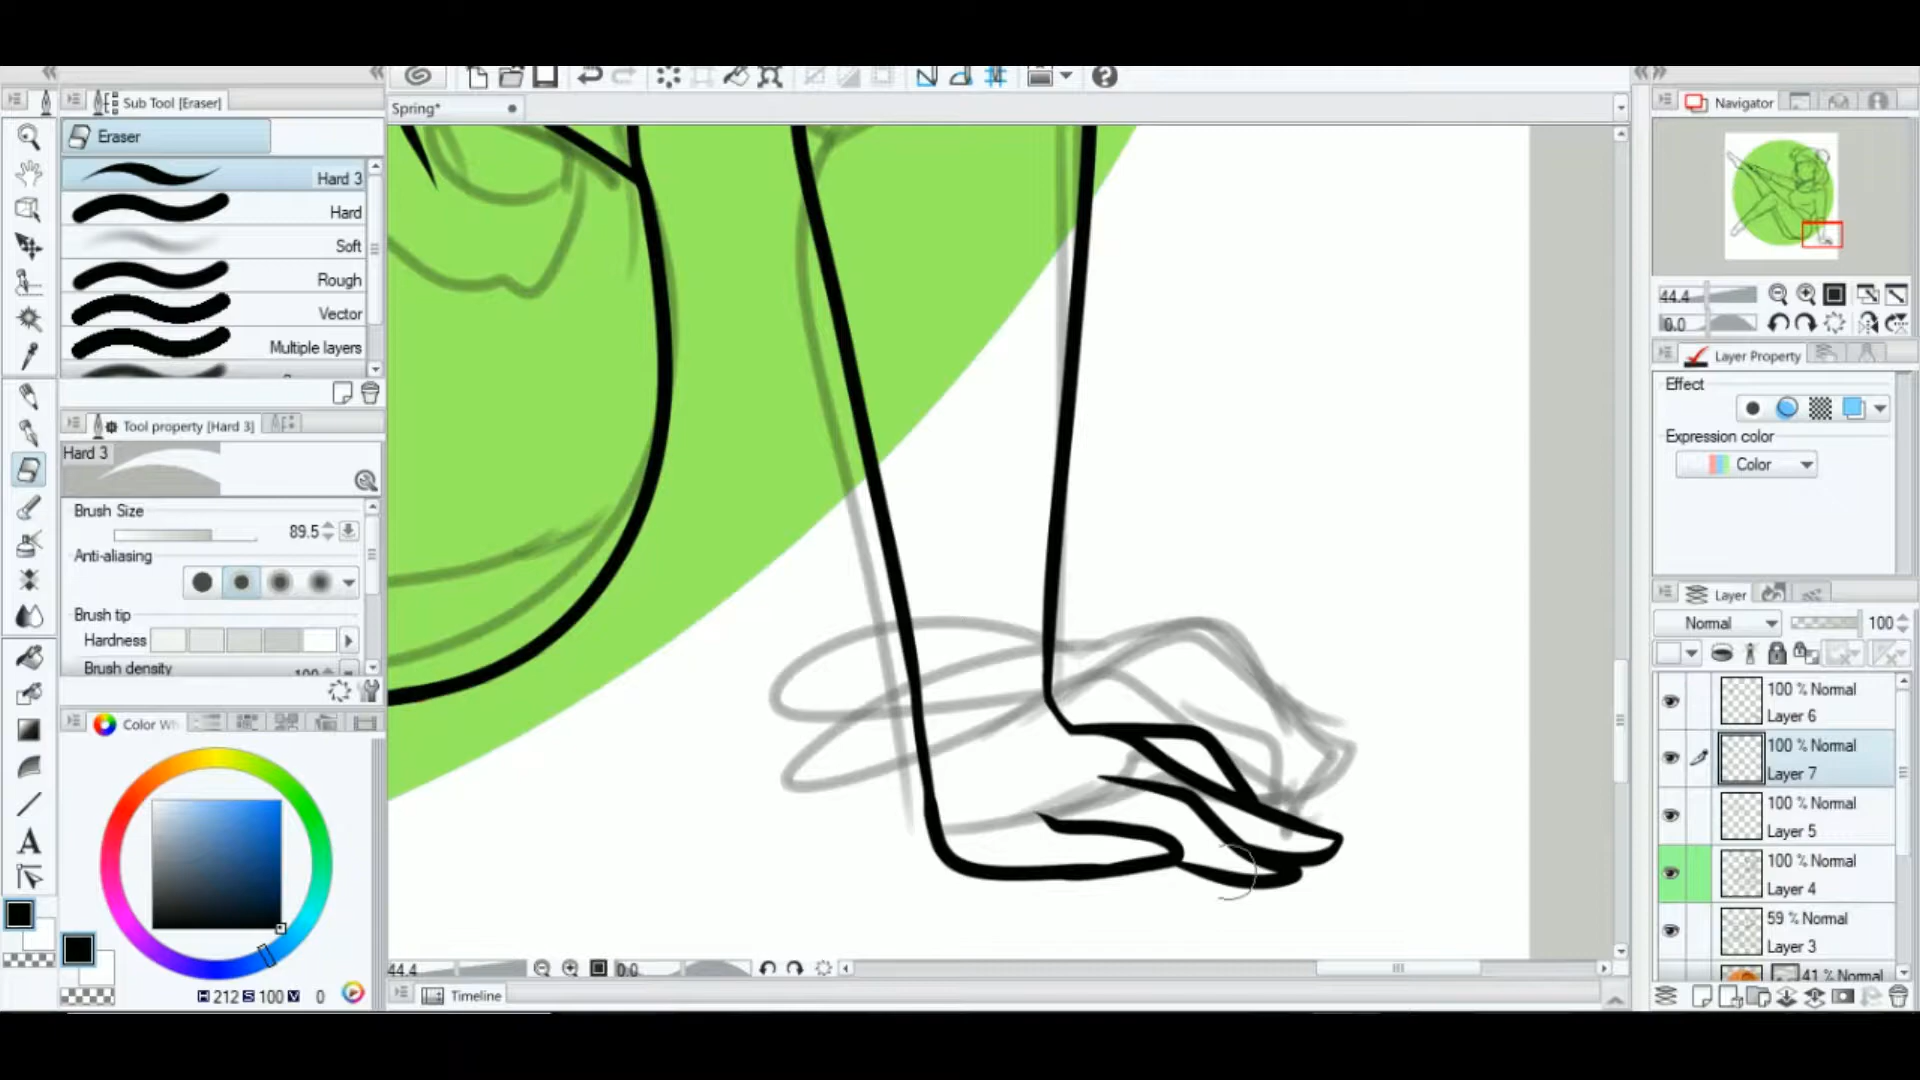 Sub Tool [Eraser]
Eraser
Hard 3
Hard
Soft
Rough
Vector
Multiple layers
Tool property [Hard 3]
Hard 3
Brush Size
89.5
Anti-aliasing
Brush tip
Hardness
Brush density
Color Wh
H 212 S 100 V 0
Spring*
44.4
0.0
Timeline
Navigator
44.4
0.0
Layer Property
Effect
Expression color
Color
Layer
Normal
100
100 % Normal
Layer 6
100 % Normal
Layer 7
100 % Normal
Layer 5
100 % Normal
Layer 4
59 % Normal
Layer 3
41 % Normal